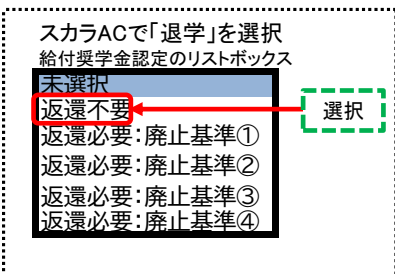 スカラACで「退学」を選択
給付奨学金認定のリストボックス
未選択
返還不要
選択
返還必要：廃止基準①
返還必要：廃止基準②
返還必要：廃止基準③
返還必要：廃止基準④